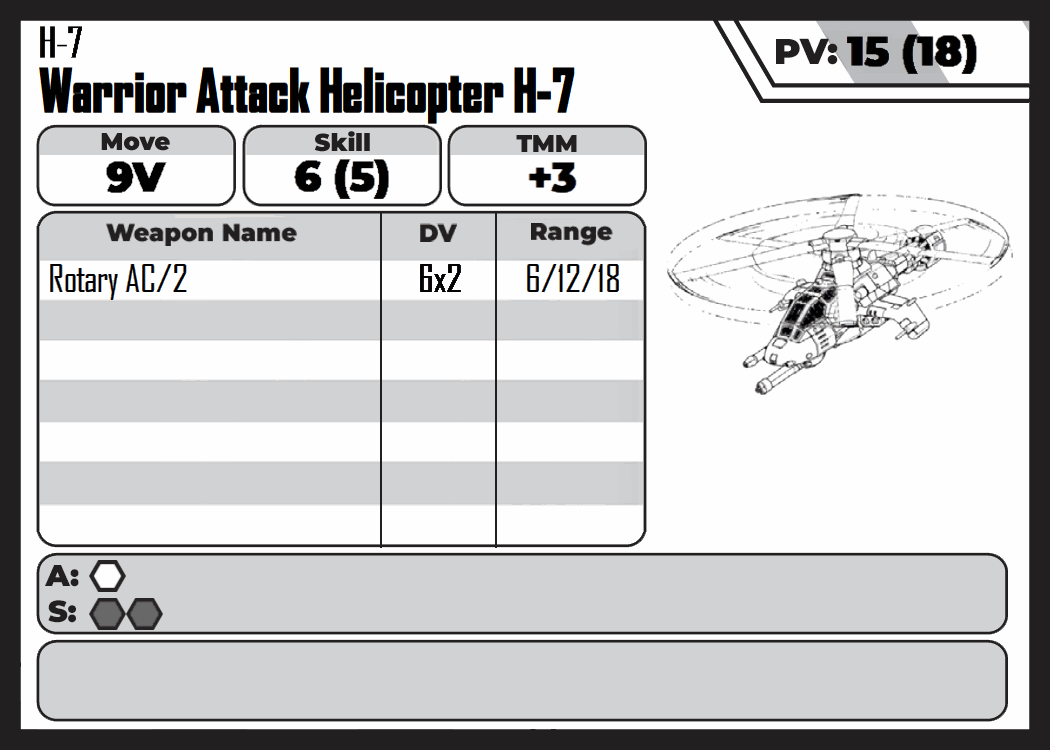 H-7
PV: 15 (18)
Warrior Attack Helicopter H-7
Move Skill TMM
9V 6 (5) +3
Weapon Name DV Range
Rotary AC/2 6x2 6/12/18
A:
S: